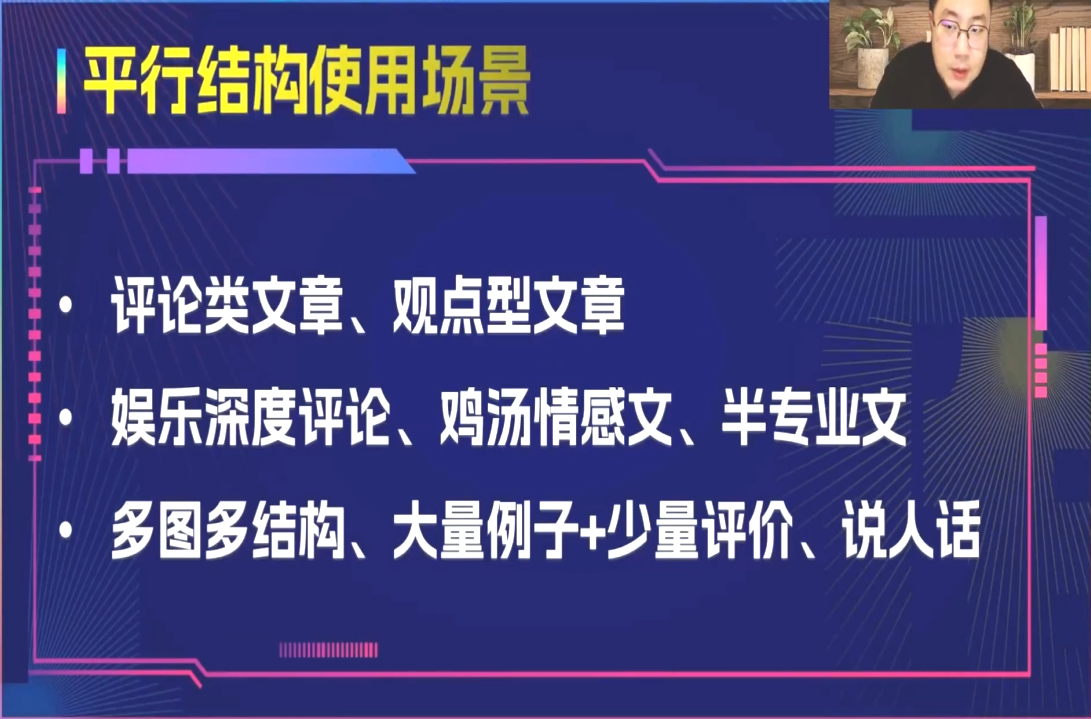 平行结构使用场景
• 评论类文章、观点型文章
• 娱乐深度评论、鸡汤情感文、半专业文
• 多图多结构、大量例子+少量评价、说人话